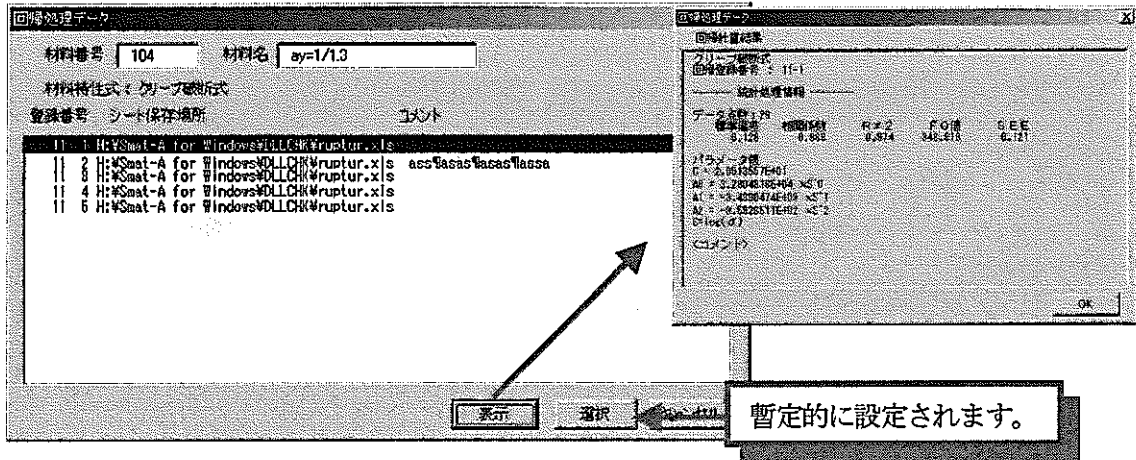 回帰処理データ
材料番号 104 材料名 ay=1/1.3
材料特性式：クリープ破断式
登録番号 シート保存場所 コメント
11 1 H:¥Smat-A for Windows¥DLLCHK¥ruptur.xls
11 2 H:¥Smat-A for Windows¥DLLCHK¥ruptur.xls ass¶asas¶asas¶assa
11 3 H:¥Smat-A for Windows¥DLLCHK¥ruptur.xls
11 4 H:¥Smat-A for Windows¥DLLCHK¥ruptur.xls
11 6 H:¥Smat-A for Windows¥DLLCHK¥ruptur.xls
表示 選択
回帰処理データ
回帰計算結果
クリープ破断式
回帰登録番号 : 11-1
統計処理情報
データ点数：
標準偏差 相関係数 R＊＊2 F0値 S.E.E
パラメータ値
<コメント>
OK
暫定的に設定されます。